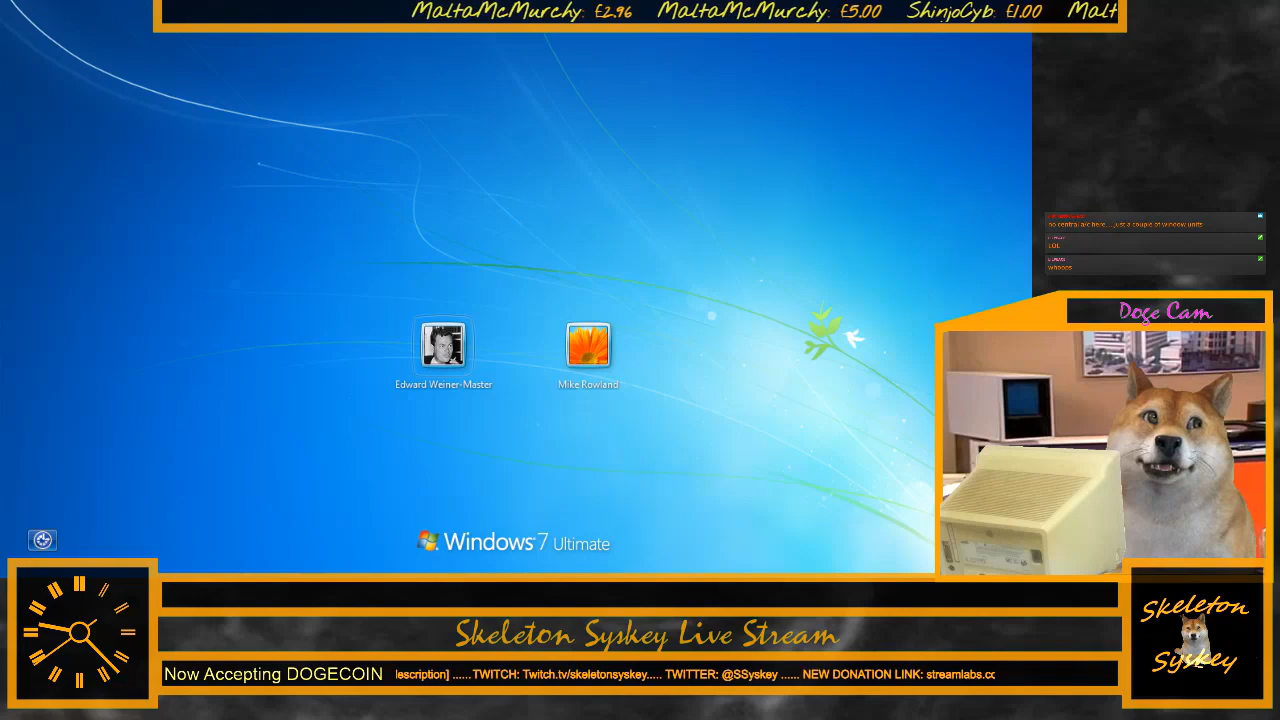 MaltaMcMurchy: £2.96 MaltaMcMurchy: £5.00 ShinjoCyb: £1.00 Malt
no central a/c here....just a couple of window units
LOL
whoops
Doge Cam
Edward Weiner-Master
Mike Rowland
Windows 7 Ultimate
Skeleton Syskey Live Stream
Skeleton
Syskey
Now Accepting DOGECOIN
lescription] ......TWITCH: Twitch.tv/skeletonsyskey..... TWITTER: @SSyskey ...... NEW DONATION LINK: streamlabs.cc